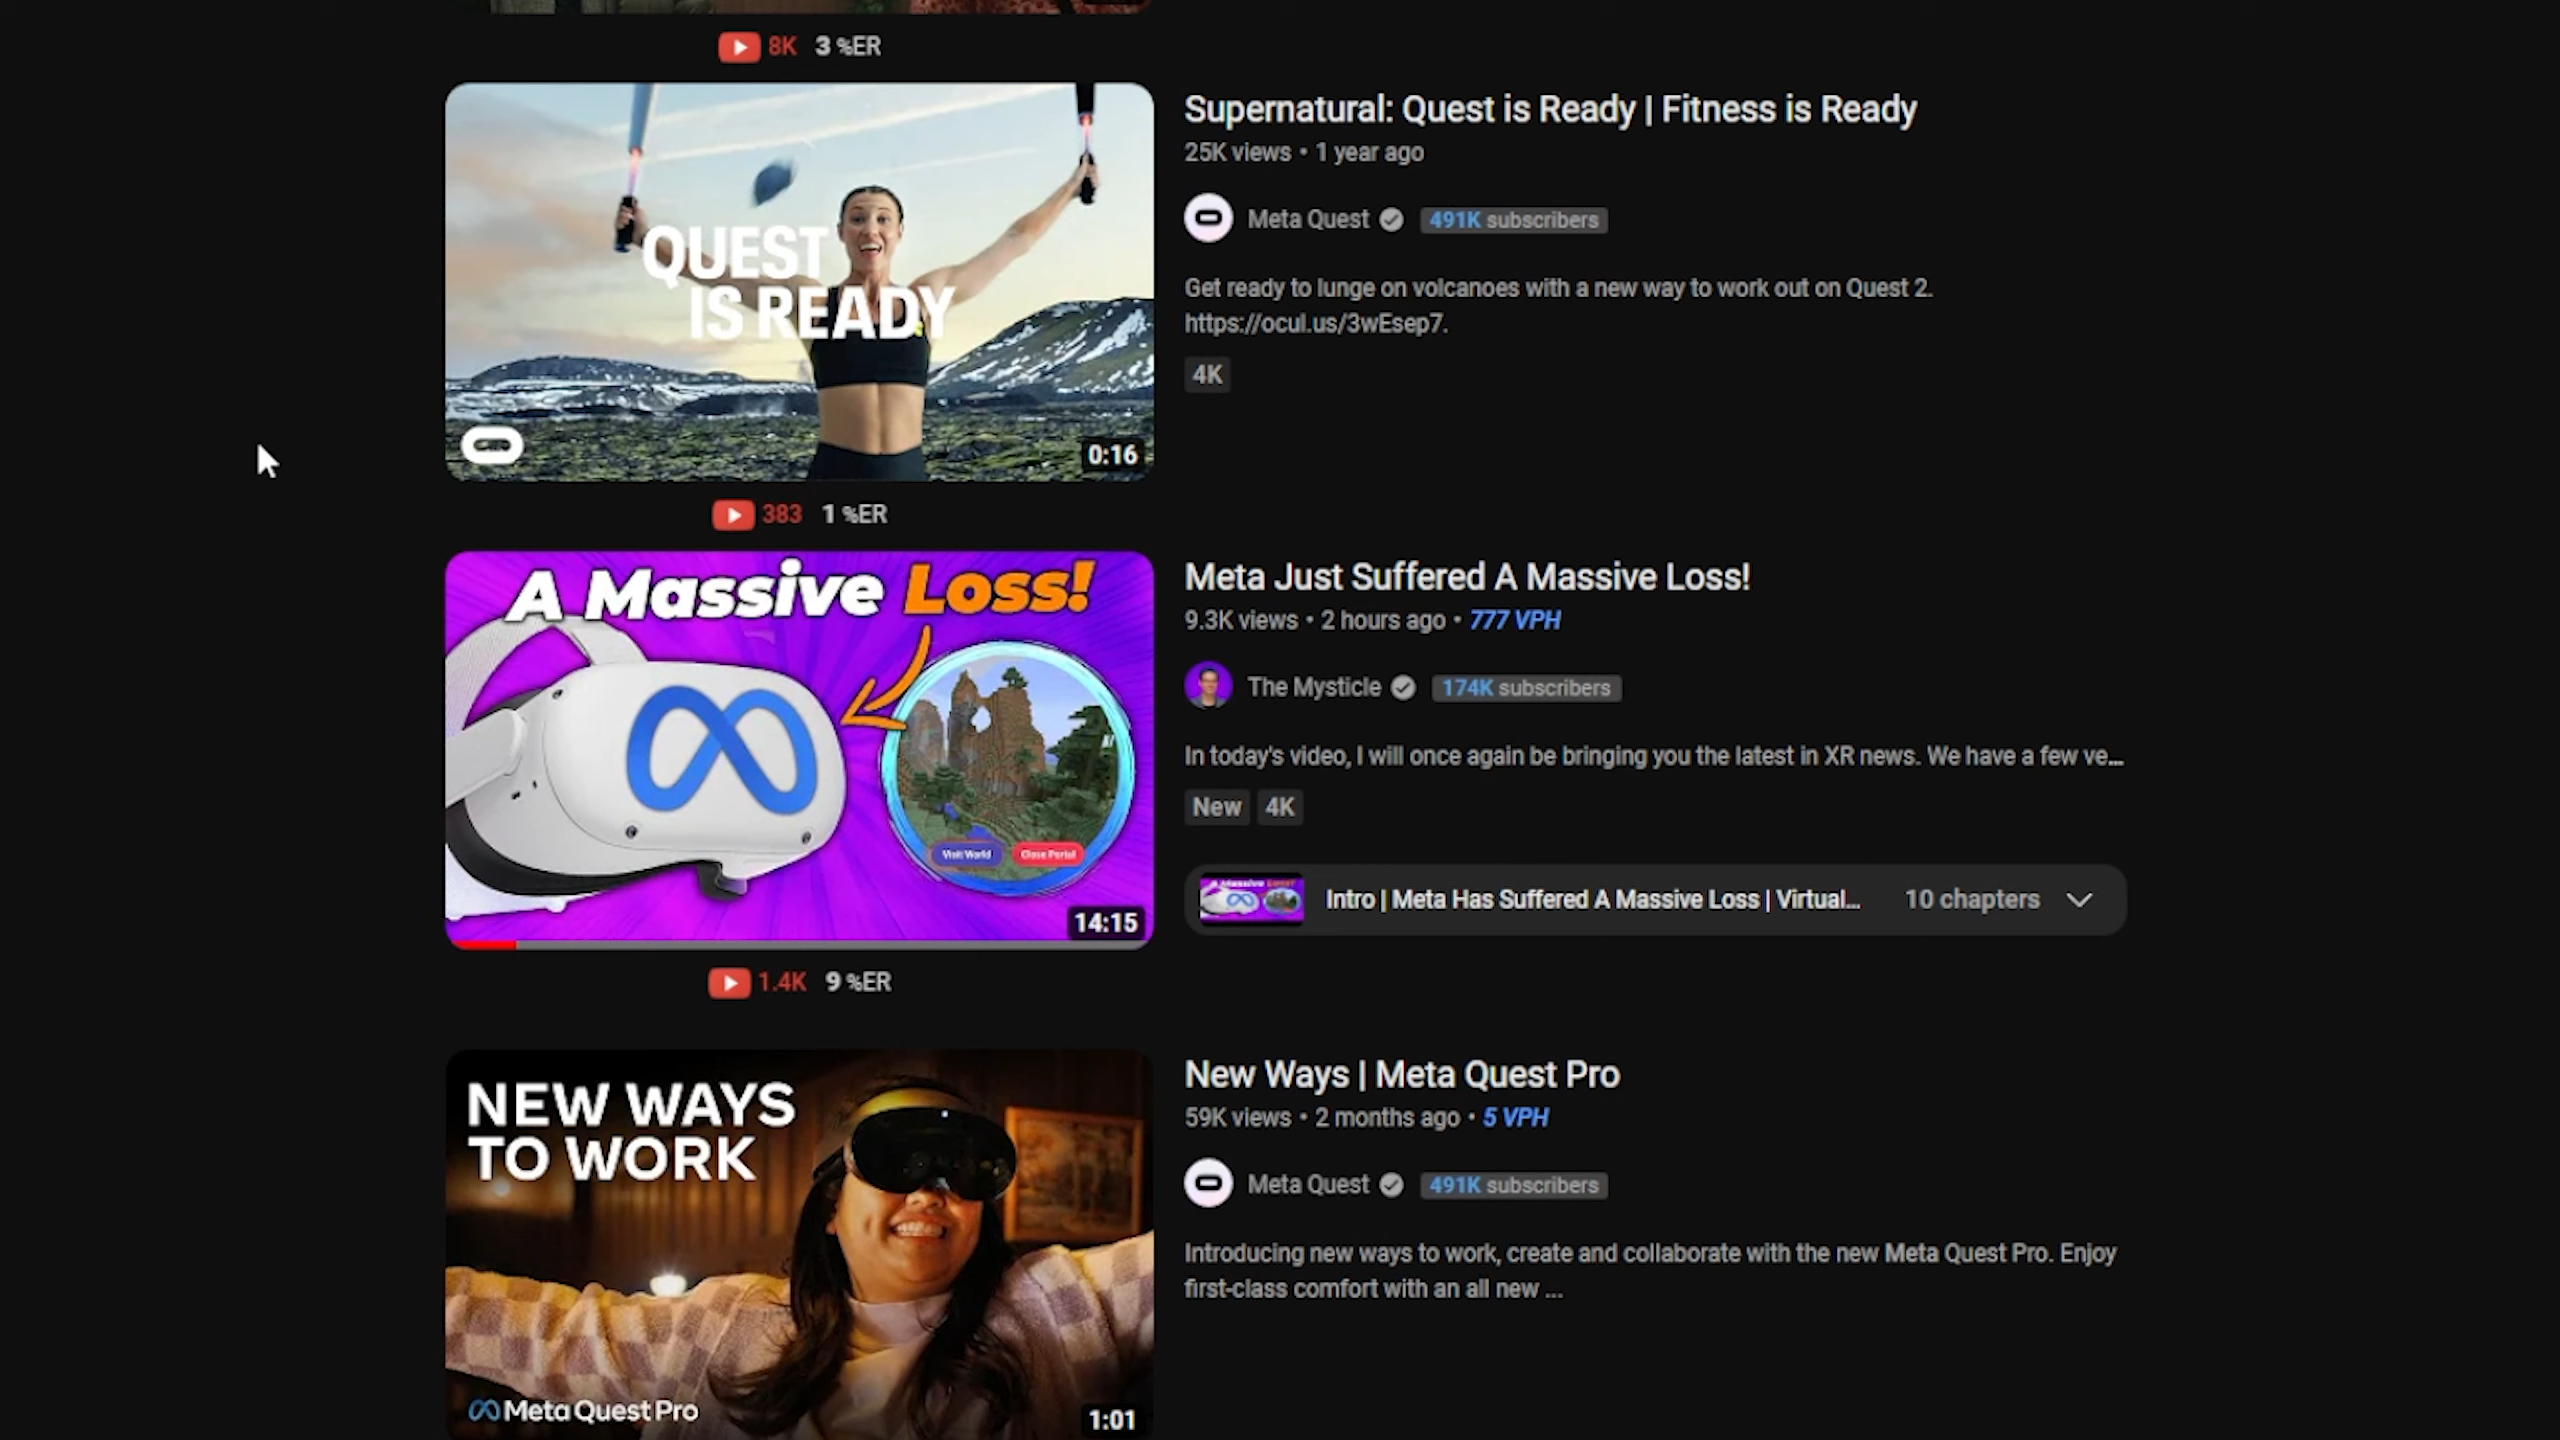 8K 3 %ER
QUEST
IS READY
0:16
Supernatural: Quest is Ready | Fitness is Ready
25K views • 1 year ago
Meta Quest 491K subscribers
Get ready to lunge on volcanoes with a new way to work out on Quest 2.
https://ocul.us/3wEsep7.
4K
383 1 %ER
A Massive Loss!
Visit World Close Portal
14:15
Meta Just Suffered A Massive Loss!
9.3K views • 2 hours ago • 777 VPH
The Mysticle 174K subscribers
In today's video, I will once again be bringing you the latest in XR news. We have a few ve...
New 4K
A Massive Loss!
Intro | Meta Has Suffered A Massive Loss | Virtual... 10 chapters
1.4K 9 %ER
NEW WAYS
TO WORK
Meta Quest Pro
1:01
New Ways | Meta Quest Pro
59K views • 2 months ago • 5 VPH
Meta Quest 491K subscribers
Introducing new ways to work, create and collaborate with the new Meta Quest Pro. Enjoy
first-class comfort with an all new ...